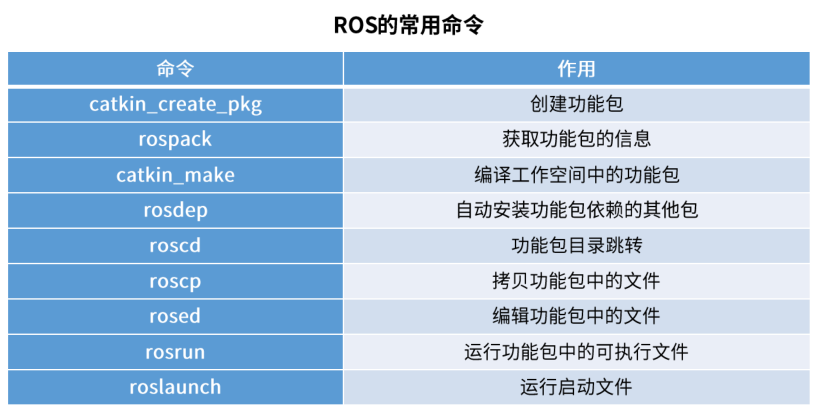 ROS的常用命令
命令 作用
catkin_create_pkg 创建功能包
rospack 获取功能包的信息
catkin_make 编译工作空间中的功能包
rosdep 自动安装功能包依赖的其他包
roscd 功能包目录跳转
roscp 拷贝功能包中的文件
rosed 编辑功能包中的文件
rosrun 运行功能包中的可执行文件
roslaunch 运行启动文件